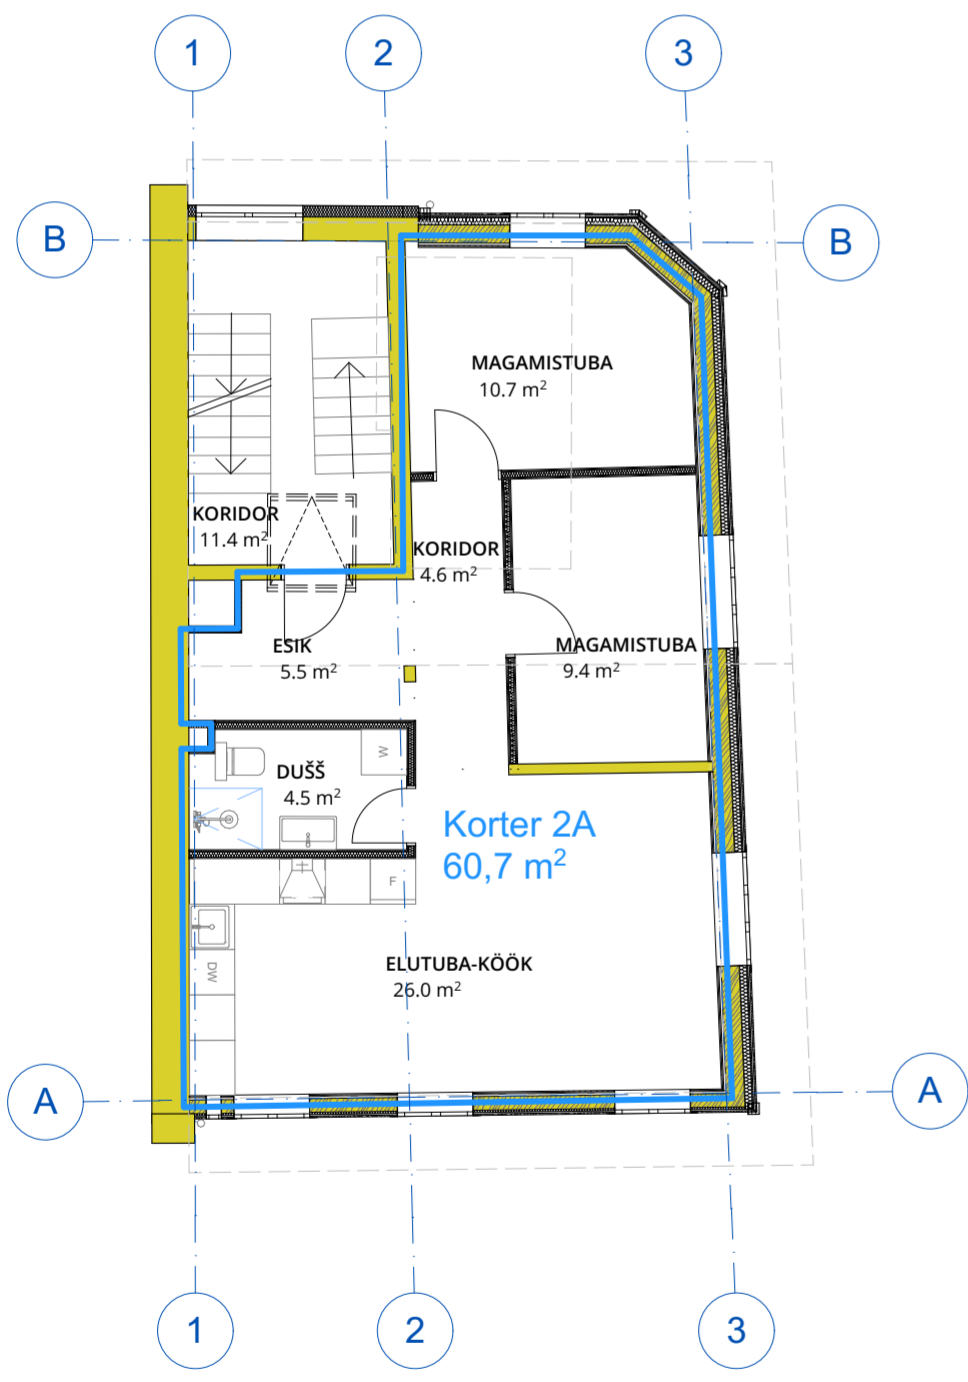 1
2
3
B
B
MAGAMISTUBA
10.7 m²
KORIDOR
11.4 m²
KORIDOR
4.6 m²
ESIK
5.5 m²
MAGAMISTUBA
9.4 m²
W
DUŠŠ
4.5 m²
Korter 2A
60,7 m²
F
DW
ELUTUBA-KÖÖK
26.0 m²
A
A
1
2
3